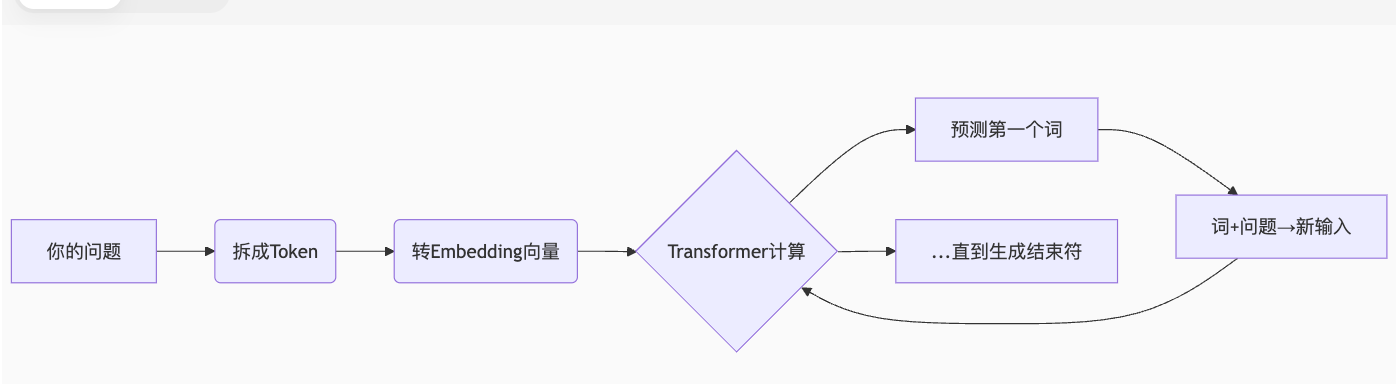 你的问题
拆成Token
转Embedding向量
Transformer计算
预测第一个词
...直到生成结束符
词+问题→新输入